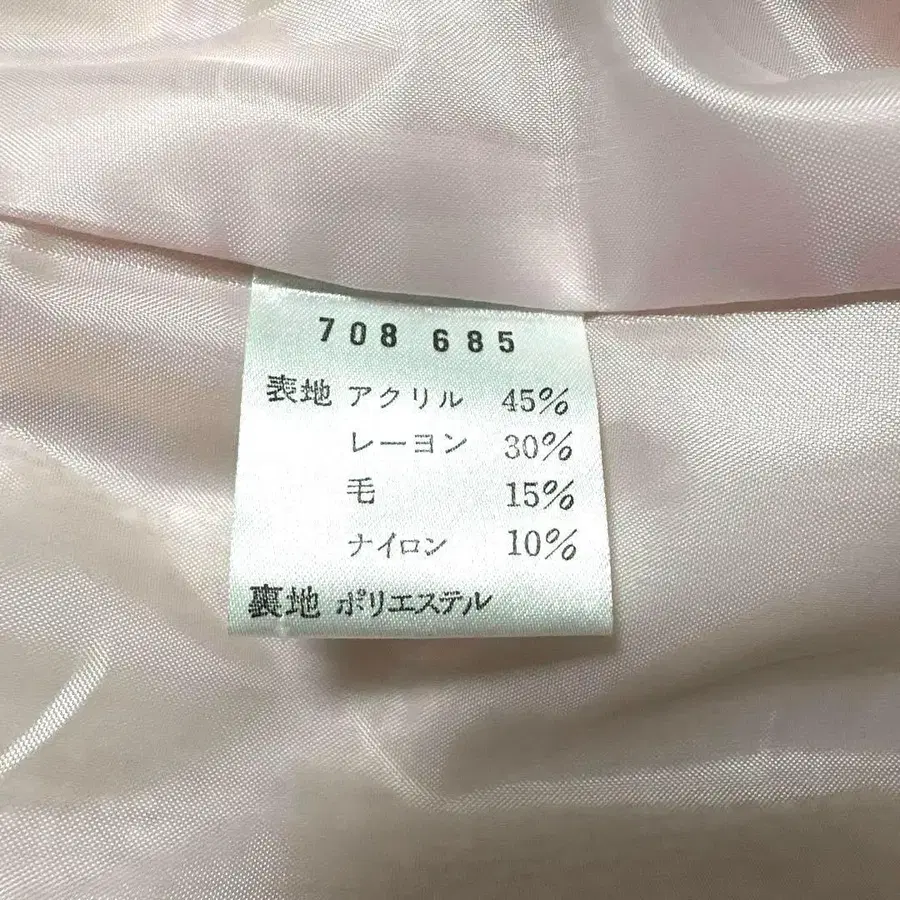 708 685
表地 アクリル 45%
レーヨン 30%
毛 15%
ナイロン 10%
裏地 ポリエステル